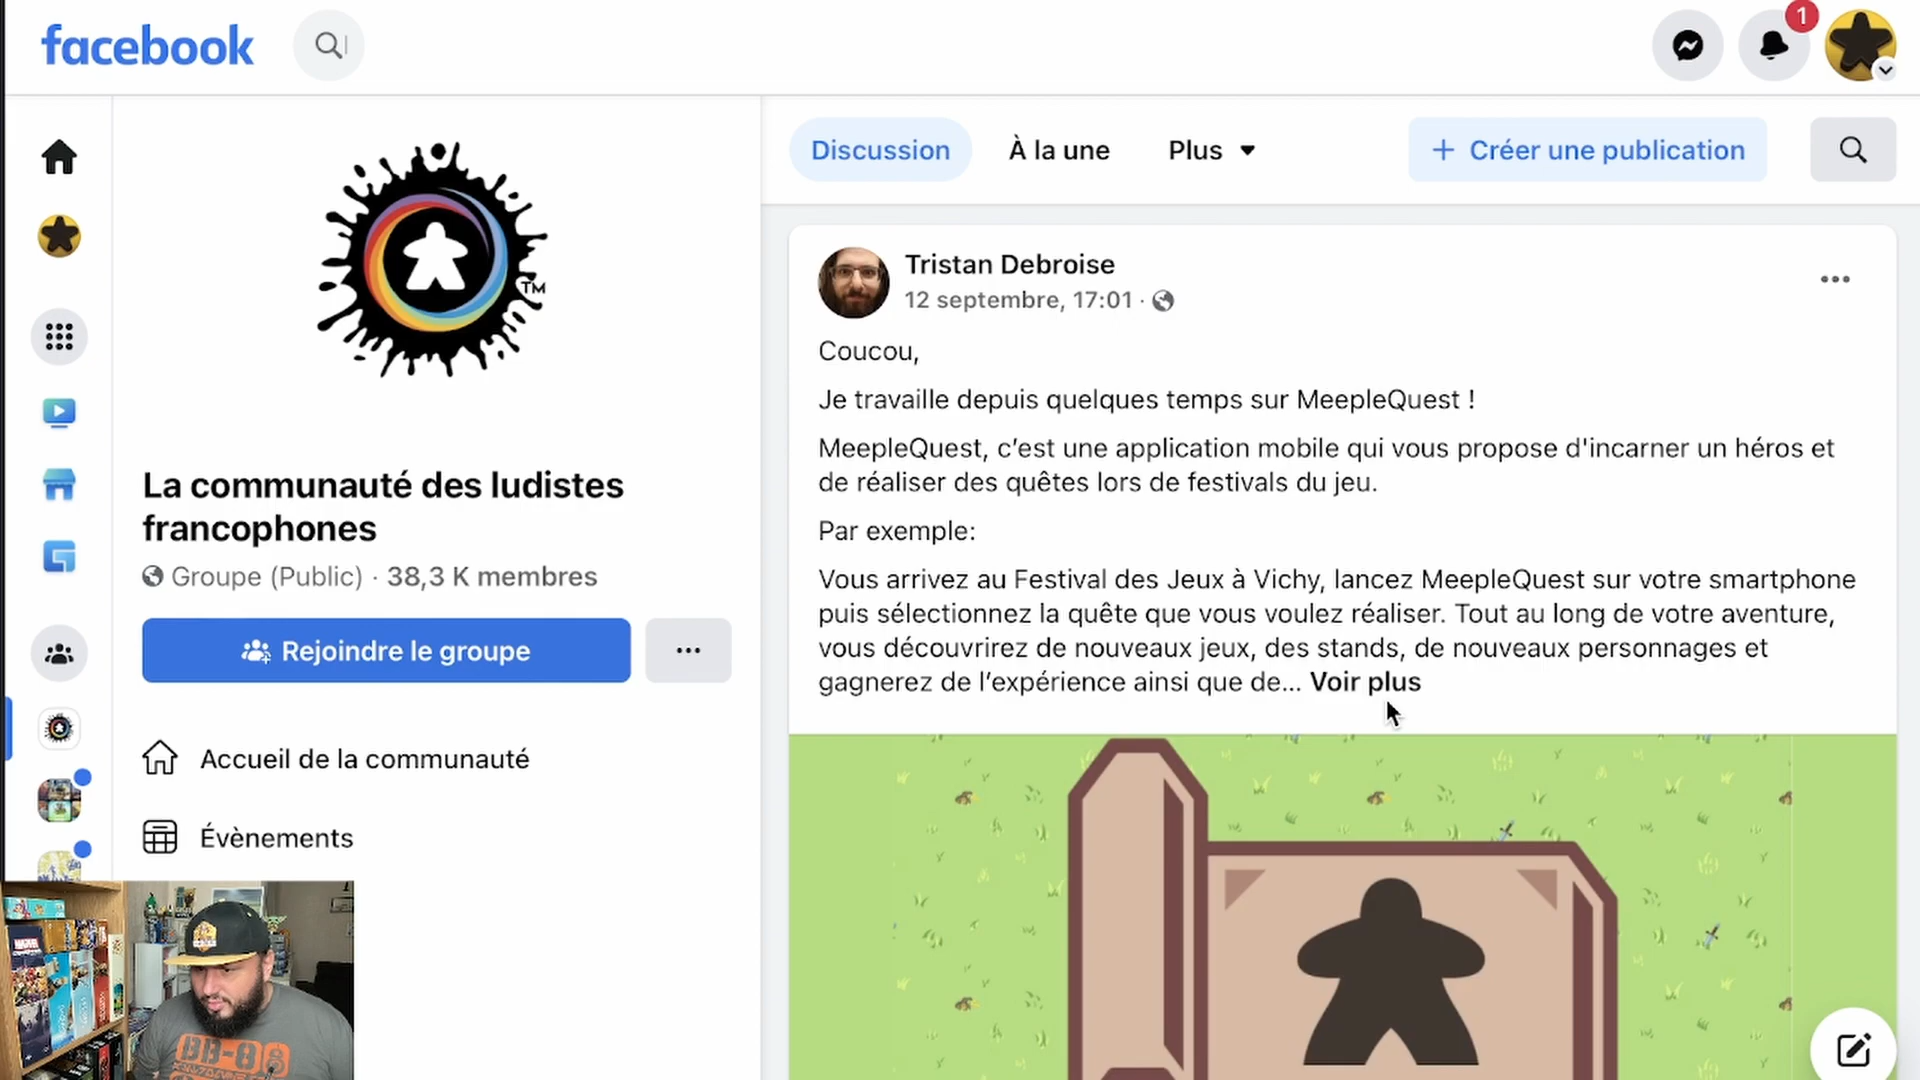 facebook
1
Discussion
À la une
Plus
+ Créer une publication
TM
La communauté des ludistes
francophones
Groupe (Public) · 38,3 K membres
Rejoindre le groupe
Accueil de la communauté
Évènements
Tristan Debroise
12 septembre, 17:01 ·
Coucou,
Je travaille depuis quelques temps sur MeepleQuest !
MeepleQuest, c’est une application mobile qui vous propose d'incarner un héros et
de réaliser des quêtes lors de festivals du jeu.
Par exemple:
Vous arrivez au Festival des Jeux à Vichy, lancez MeepleQuest sur votre smartphone
puis sélectionnez la quête que vous voulez réaliser. Tout au long de votre aventure,
vous découvrirez de nouveaux jeux, des stands, de nouveaux personnages et
gagnerez de l’expérience ainsi que de... Voir plus
MARVEL
BB-8